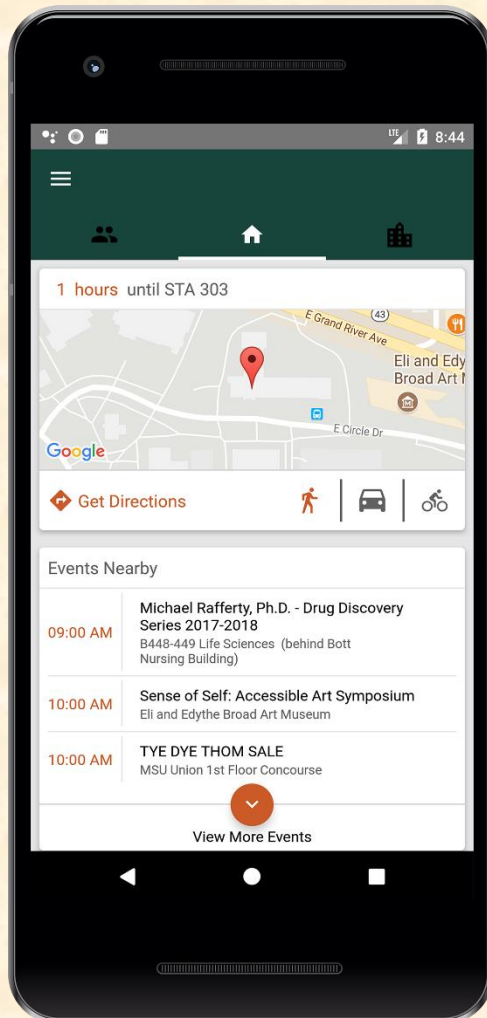 LTE 8:44
1 hours until STA 303
E Grand River Ave
43
Eli and Edy
Broad Art M
E Circle Dr
Google
Get Directions
Events Nearby
09:00 AM
Michael Rafferty, Ph.D. - Drug Discovery
Series 2017-2018
B448-449 Life Sciences (behind Bott
Nursing Building)
10:00 AM
Sense of Self: Accessible Art Symposium
Eli and Edythe Broad Art Museum
10:00 AM
TYE DYE THOM SALE
MSU Union 1st Floor Concourse
View More Events